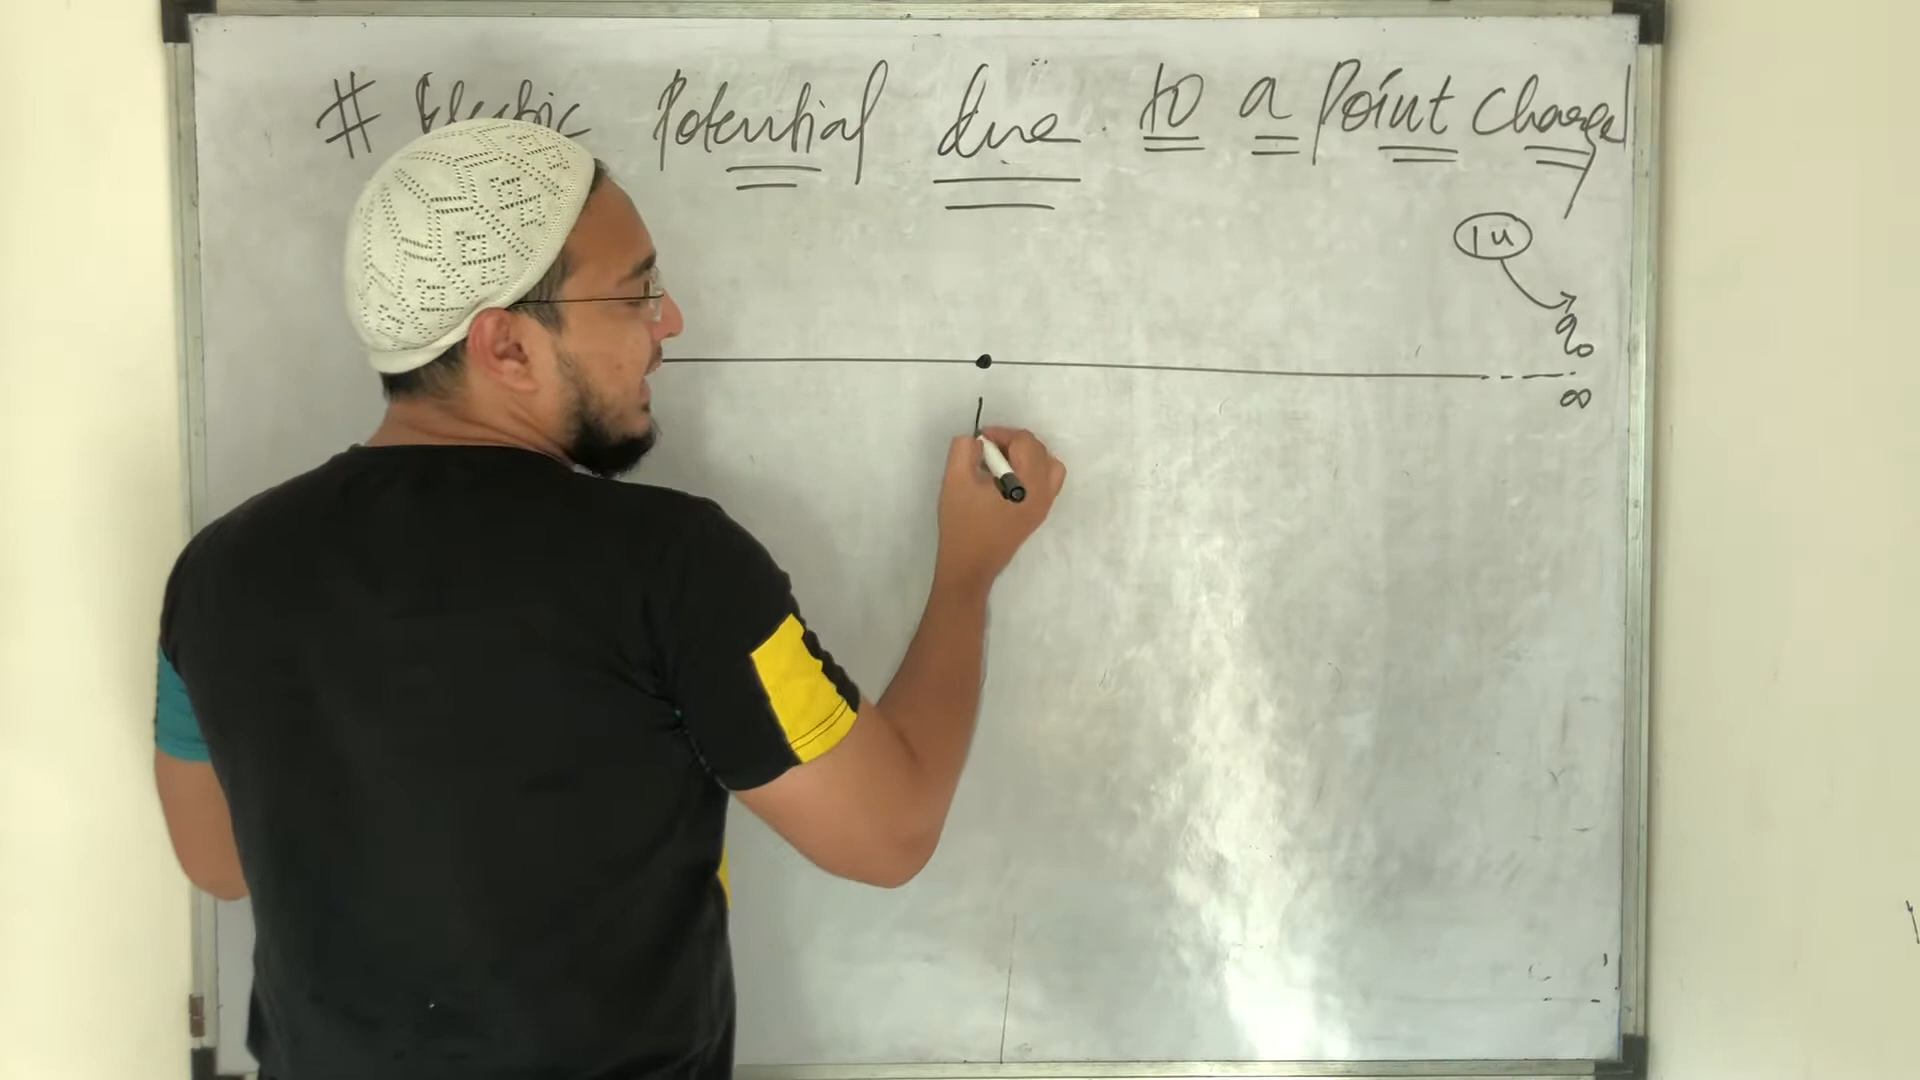 # Electric Potential due to a Point Charge
1u
q₀
∞